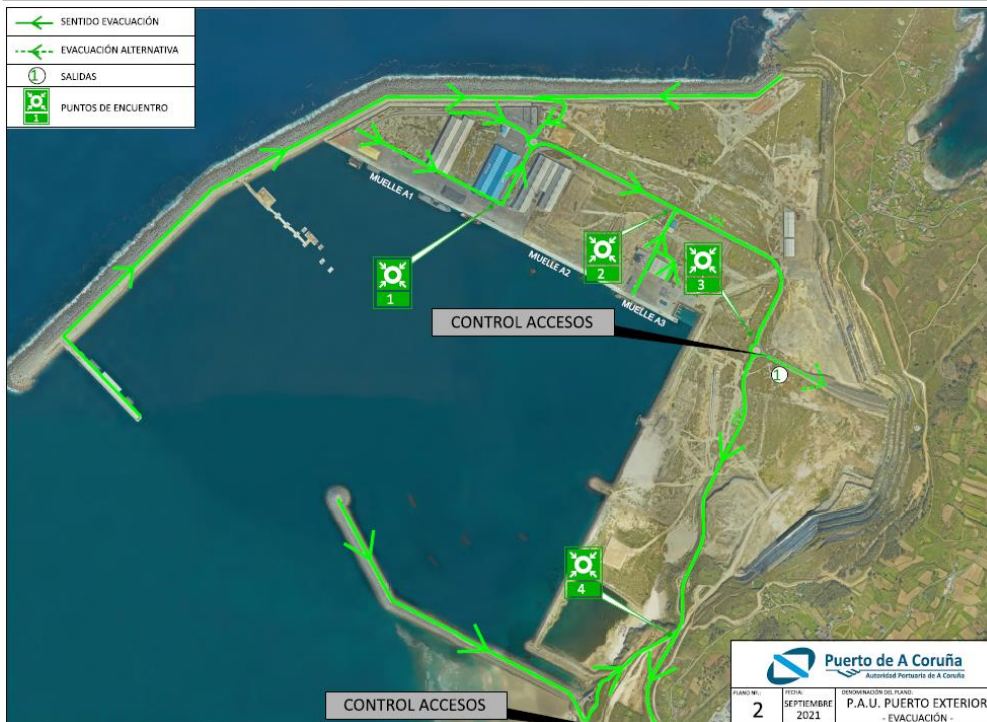 SENTIDO EVACUACIÓN
EVACUACIÓN ALTERNATIVA
1 SALIDAS
1 PUNTOS DE ENCUENTRO
MUELLE A1
MUELLE A2
MUELLE A3
1
2
3
CONTROL ACCESOS
1
4
CONTROL ACCESOS
Puerto de A Coruña
Autoridad Portuaria de A Coruña
PLANO Nº.:
2
FECHA:
SEPTIEMBRE
2021
DENOMINACIÓN DEL PLANO:
P.A.U. PUERTO EXTERIOR
- EVACUACIÓN -